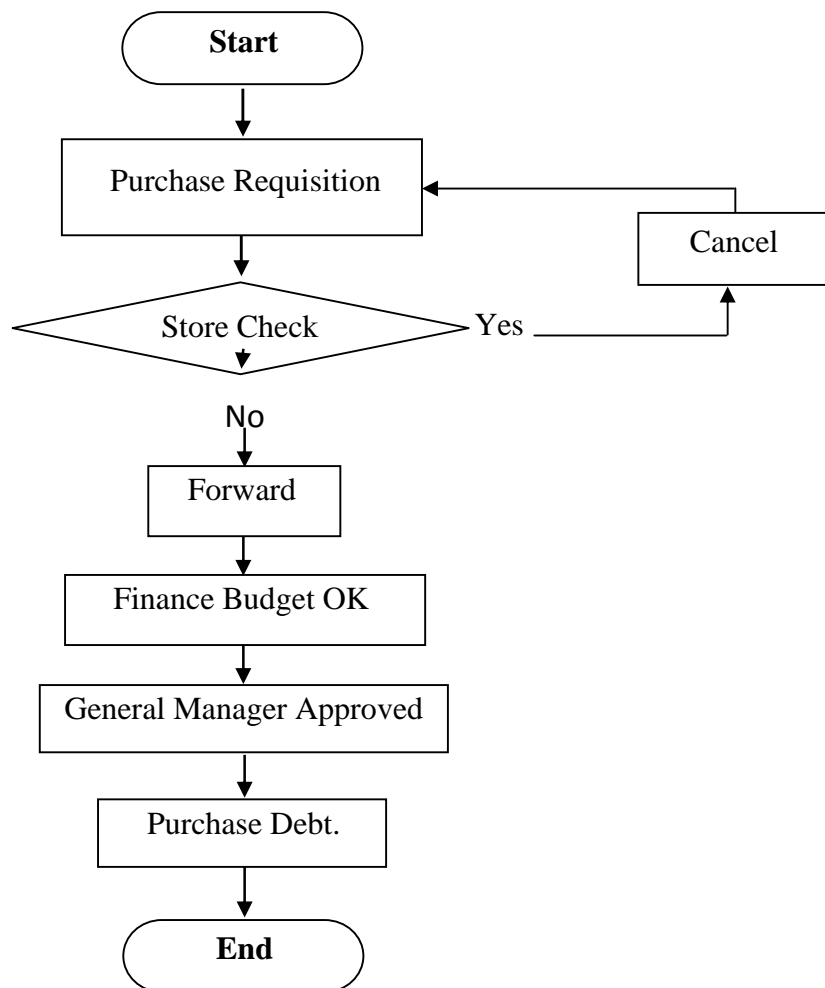 Start
Purchase Requisition
Cancel
Store Check
Yes
No
Forward
Finance Budget OK
General Manager Approved
Purchase Debt.
End